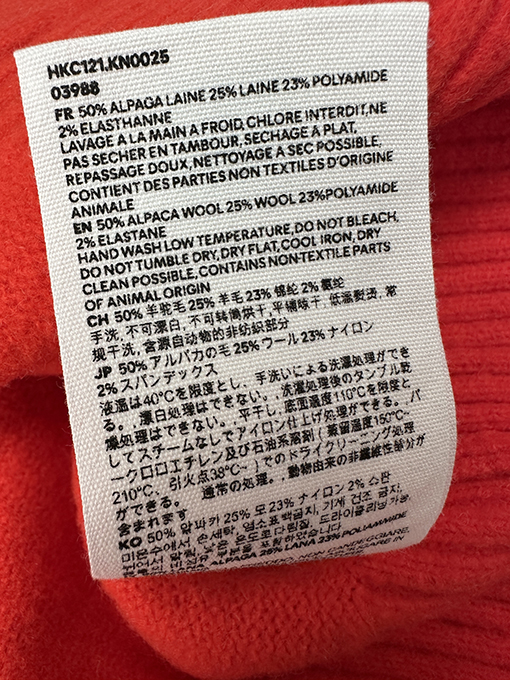 HKC121.KN0025
03988
FR 50% ALPAGA LAINE 25% LAINE 23% POLYAMIDE
2% ELASTHANNE
LAVAGE A LA MAIN A FROID, CHLORE INTERDIT, NE
PAS SECHER EN TAMBOUR, SECHAGE A PLAT,
REPASSAGE DOUX, NETTOYAGE A SEC POSSIBLE,
CONTIENT DES PARTIES NON TEXTILES D'ORIGINE
ANIMALE
EN 50% ALPACA WOOL 25% WOOL 23%POLYAMIDE
2% ELASTANE
HAND WASH LOW TEMPERATURE, DO NOT BLEACH,
DO NOT TUMBLE DRY, DRY FLAT, COOL IRON, DRY
CLEAN POSSIBLE, CONTAINS NON-TEXTILE PARTS
OF ANIMAL ORIGIN
CH 50% 羊驼毛 25% 羊毛 23% 锦纶 2% 氨纶
手洗, 不可漂白, 不可转筒烘干, 平铺晾干 低温熨烫, 常
规干洗, 含源自动物的非纺织部分
JP 50% アルパカの毛 25% ウール 23% ナイロン
2% スパンデックス
液温は40℃を限度とし、手洗いによる洗濯処理ができ
る。、漂白処理はできない。、洗濯処理後のタンブル乾
燥処理はできない。、平干し、底面温度110℃を限度と
してスチームなしでアイロン仕上げ処理ができる。パ
ークロロエチレン及び石油系溶剤（蒸留温度150℃~
210℃、引火点38℃~）でのドライクリーニング処理
ができる。 通常の処理。、動物由来の非繊維性部分が
含まれます
KO 50% 알파카 25% 모 23% 나일론 2% 스판
ALPACA 25% LANA 23% POLIAMMIDE
NON CANDEGGIARE,